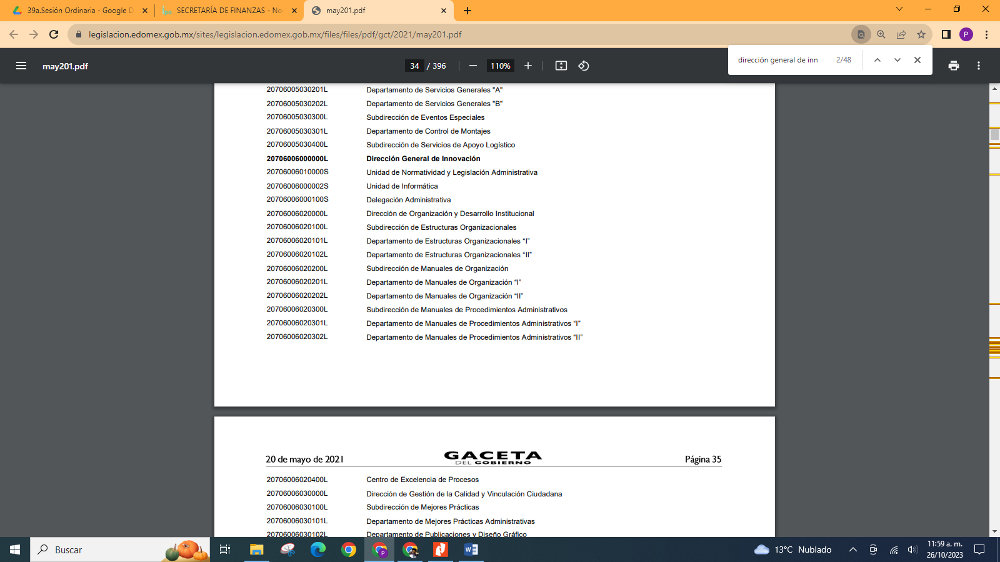 39a.Sesión Ordinaria - Google D
SECRETARÍA DE FINANZAS - No
may201.pdf
legislacion.edomex.gob.mx/sites/legislacion.edomex.gob.mx/files/files/pdf/gct/2021/may201.pdf
P
may201.pdf
34 / 396
110%
dirección general de inn
2/48
20706005030201L Departamento de Servicios Generales "A"
20706005030202L Departamento de Servicios Generales "B"
20706005030300L Subdirección de Eventos Especiales
20706005030301L Departamento de Control de Montajes
20706005030400L Subdirección de Servicios de Apoyo Logístico
20706006000000L Dirección General de Innovación
20706006010000S Unidad de Normatividad y Legislación Administrativa
20706006000002S Unidad de Informática
20706006000100S Delegación Administrativa
20706006020000L Dirección de Organización y Desarrollo Institucional
20706006020100L Subdirección de Estructuras Organizacionales
20706006020101L Departamento de Estructuras Organizacionales “I”
20706006020102L Departamento de Estructuras Organizacionales “II”
20706006020200L Subdirección de Manuales de Organización
20706006020201L Departamento de Manuales de Organización “I”
20706006020202L Departamento de Manuales de Organización “II”
20706006020300L Subdirección de Manuales de Procedimientos Administrativos
20706006020301L Departamento de Manuales de Procedimientos Administrativos “I”
20706006020302L Departamento de Manuales de Procedimientos Administrativos “II”
20 de mayo de 2021
GACETA
DEL GOBIERNO
Página 35
20706006020400L Centro de Excelencia de Procesos
20706006030000L Dirección de Gestión de la Calidad y Vinculación Ciudadana
20706006030100L Subdirección de Mejores Prácticas
20706006030101L Departamento de Mejores Prácticas Administrativas
20706006030102L Departamento de Publicaciones y Diseño Gráfico
Buscar
13°C Nublado
11:59 a. m.
26/10/2023